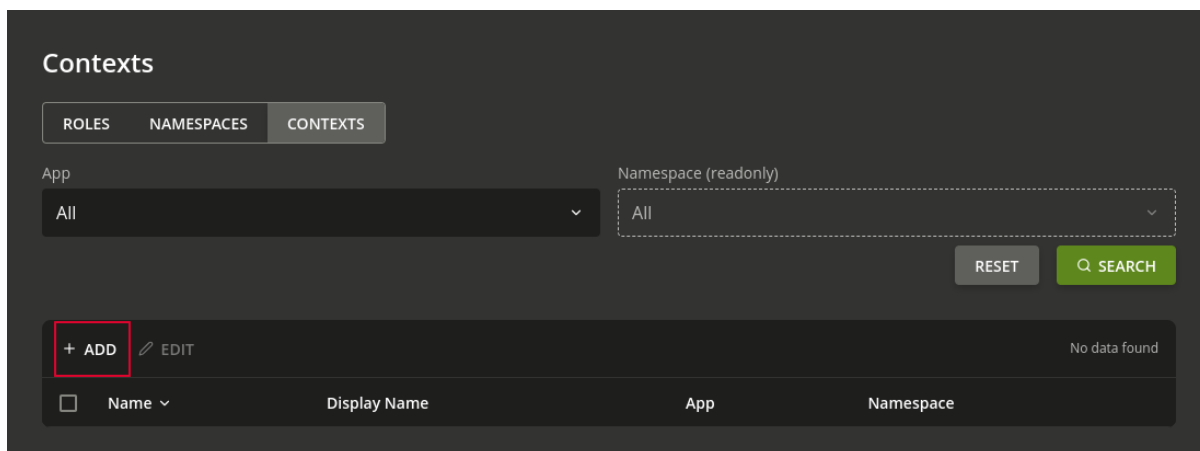 Contexts
ROLES NAMESPACES CONTEXTS
App Namespace (readonly)
All All
RESET SEARCH
+ ADD EDIT No data found
Name Display Name App Namespace